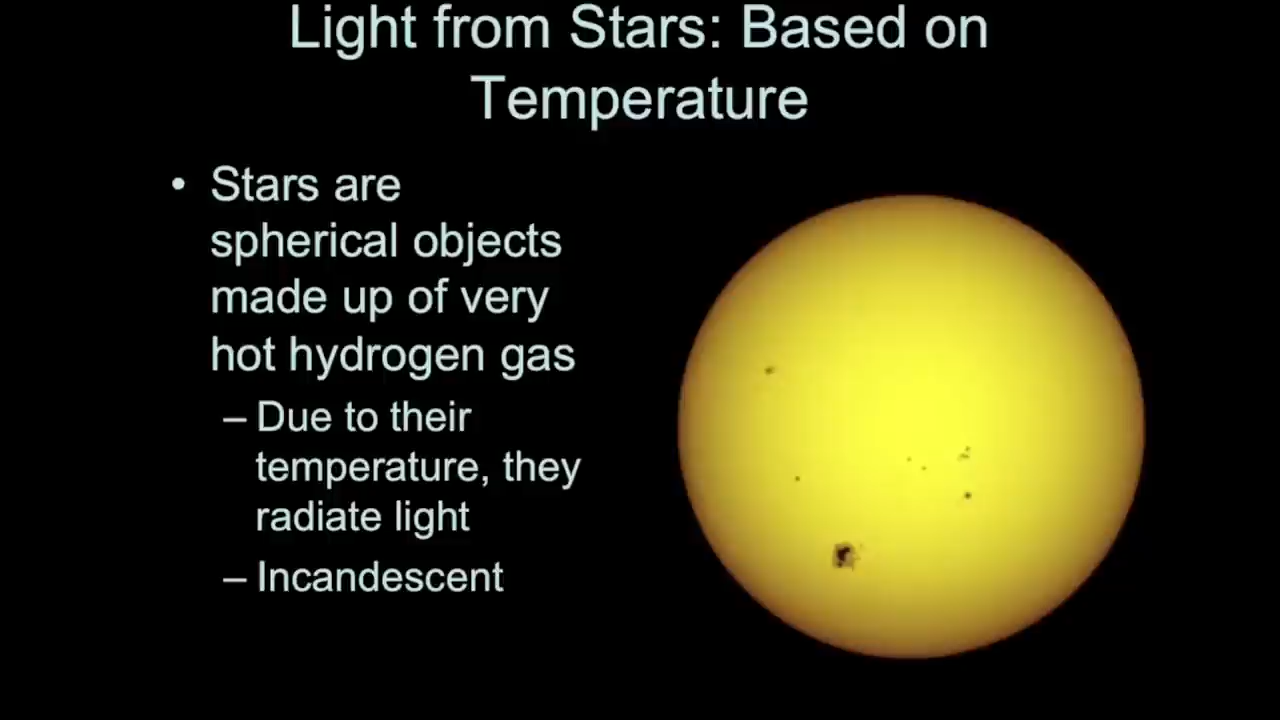 Light from Stars: Based on
Temperature
• Stars are
spherical objects
made up of very
hot hydrogen gas
– Due to their
temperature, they
radiate light
– Incandescent